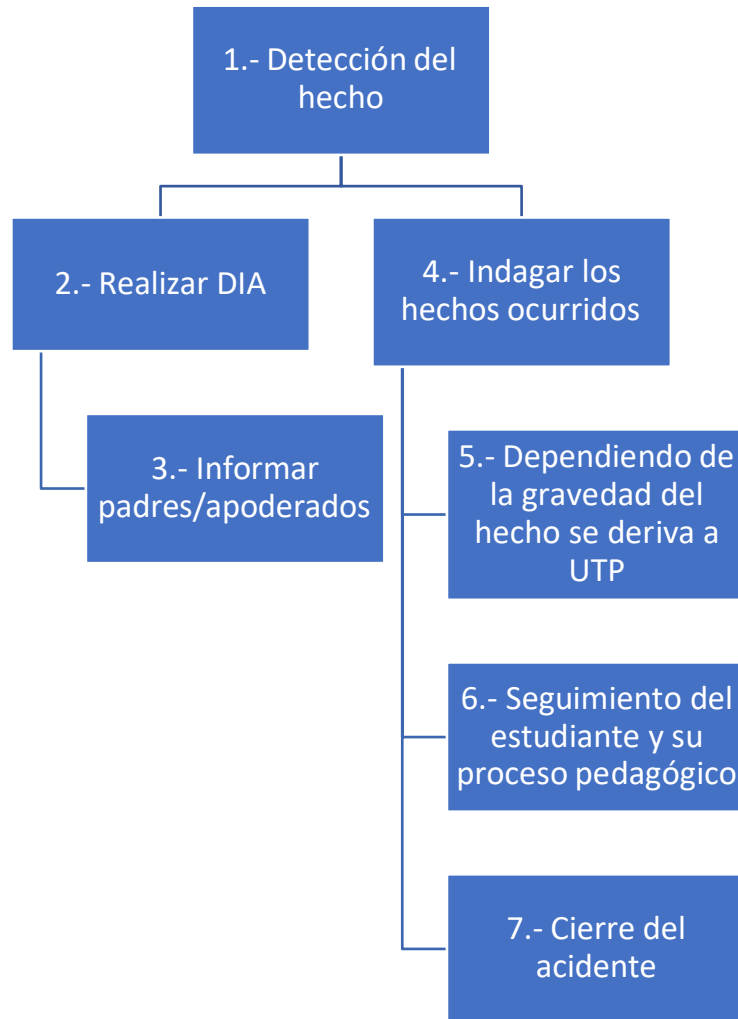 1.- Detección del
hecho
2.- Realizar DIA
3.- Informar
padres/apoderados
4.- Indagar los
hechos ocurridos
5.- Dependiendo de
la gravedad del
hecho se deriva a
UTP
6.- Seguimiento del
estudiante y su
proceso pedagógico
7.- Cierre del
acidente